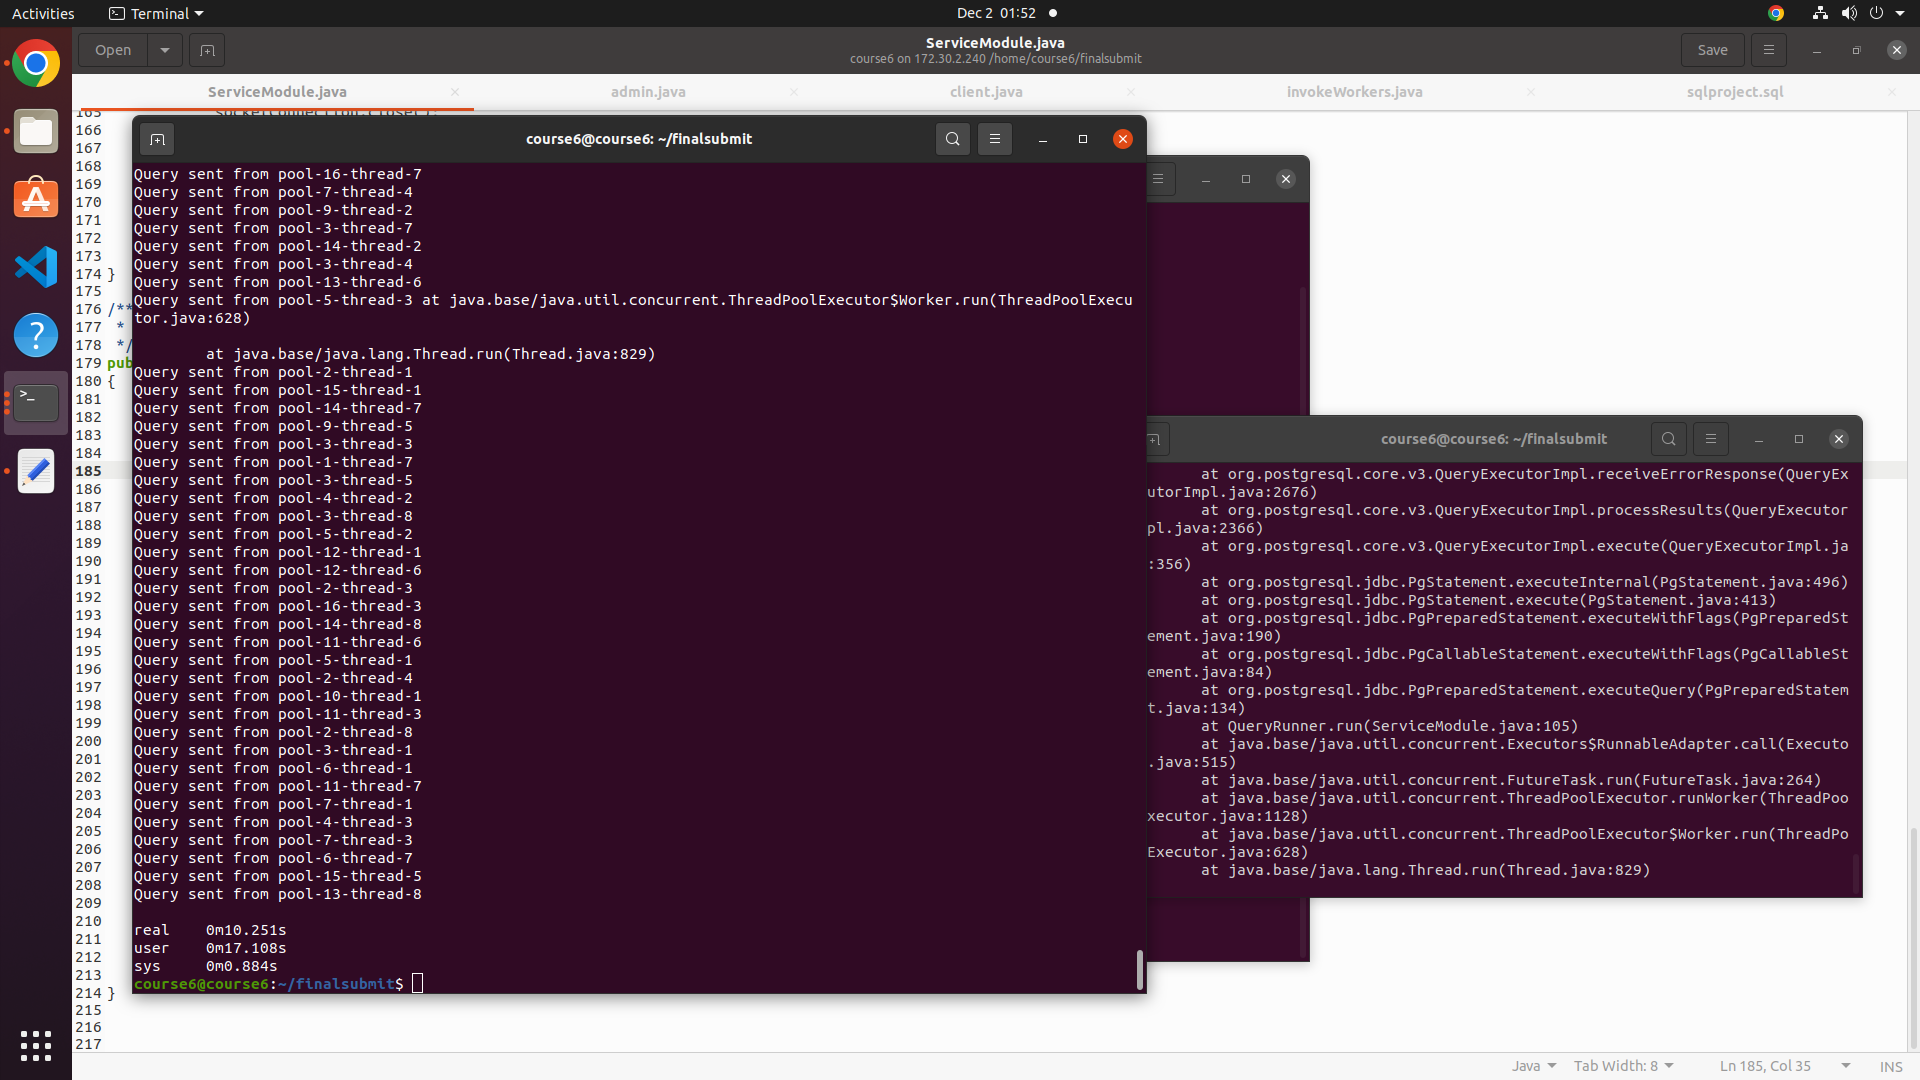 Activities
Terminal
Dec 2 01:52
Open
ServiceModule.java
course6 on 172.30.2.240 /home/course6/finalsubmit
Save
ServiceModule.java
admin.java
client.java
invokeWorkers.java
sqlproject.sql
165
166
167
168
169
170
171
172
173
174 }
175
176 /**
177 *
178 */
179 pub
180 {
181
182
183
184
185
186
187
188
189
190
191
192
193
194
195
196
197
198
199
200
201
202
203
204
205
206
207
208
209
210
211
212
213
214 }
215
216
217
course6@course6: ~/finalsubmit
Query sent from pool-16-thread-7
Query sent from pool-7-thread-4
Query sent from pool-9-thread-2
Query sent from pool-3-thread-7
Query sent from pool-14-thread-2
Query sent from pool-3-thread-4
Query sent from pool-13-thread-6
Query sent from pool-5-thread-3 at java.base/java.util.concurrent.ThreadPoolExecutor$Worker.run(ThreadPoolExecu
tor.java:628)
at java.base/java.lang.Thread.run(Thread.java:829)
Query sent from pool-2-thread-1
Query sent from pool-15-thread-1
Query sent from pool-14-thread-7
Query sent from pool-9-thread-5
Query sent from pool-3-thread-3
Query sent from pool-1-thread-7
Query sent from pool-3-thread-5
Query sent from pool-4-thread-2
Query sent from pool-3-thread-8
Query sent from pool-5-thread-2
Query sent from pool-12-thread-1
Query sent from pool-12-thread-6
Query sent from pool-2-thread-3
Query sent from pool-16-thread-3
Query sent from pool-14-thread-8
Query sent from pool-11-thread-6
Query sent from pool-5-thread-1
Query sent from pool-2-thread-4
Query sent from pool-10-thread-1
Query sent from pool-11-thread-3
Query sent from pool-2-thread-8
Query sent from pool-3-thread-1
Query sent from pool-6-thread-1
Query sent from pool-11-thread-7
Query sent from pool-7-thread-1
Query sent from pool-4-thread-3
Query sent from pool-7-thread-3
Query sent from pool-6-thread-7
Query sent from pool-15-thread-5
Query sent from pool-13-thread-8
real 0m10.251s
user 0m17.108s
sys 0m0.884s
course6@course6:~/finalsubmit$
course6@course6: ~/finalsubmit
at org.postgresql.core.v3.QueryExecutorImpl.receiveErrorResponse(QueryEx
utorImpl.java:2676)
at org.postgresql.core.v3.QueryExecutorImpl.processResults(QueryExecutor
pl.java:2366)
at org.postgresql.core.v3.QueryExecutorImpl.execute(QueryExecutorImpl.ja
:356)
at org.postgresql.jdbc.PgStatement.executeInternal(PgStatement.java:496)
at org.postgresql.jdbc.PgStatement.execute(PgStatement.java:413)
at org.postgresql.jdbc.PgPreparedStatement.executeWithFlags(PgPreparedSt
ement.java:190)
at org.postgresql.jdbc.PgCallableStatement.executeWithFlags(PgCallableSt
ement.java:84)
at org.postgresql.jdbc.PgPreparedStatement.executeQuery(PgPreparedStatem
t.java:134)
at QueryRunner.run(ServiceModule.java:105)
at java.base/java.util.concurrent.Executors$RunnableAdapter.call(Executo
.java:515)
at java.base/java.util.concurrent.FutureTask.run(FutureTask.java:264)
at java.base/java.util.concurrent.ThreadPoolExecutor.runWorker(ThreadPoo
xecutor.java:1128)
at java.base/java.util.concurrent.ThreadPoolExecutor$Worker.run(ThreadPo
Executor.java:628)
at java.base/java.lang.Thread.run(Thread.java:829)
Java
Tab Width: 8
Ln 185, Col 35
INS